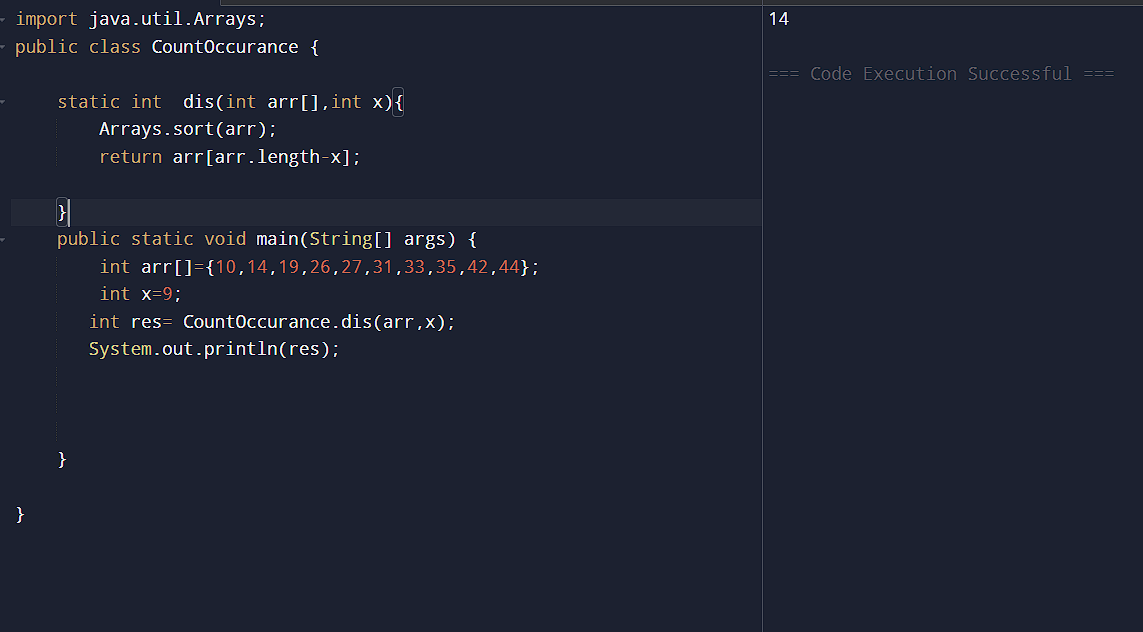 import java.util.Arrays;
public class CountOccurance {
static int  dis(int arr[],int x){
Arrays.sort(arr);
return arr[arr.length-x];
}
public static void main(String[] args) {
int arr[]={10,14,19,26,27,31,33,35,42,44};
int x=9;
int res= CountOccurance.dis(arr,x);
System.out.println(res);
}
}
14
=== Code Execution Successful ===